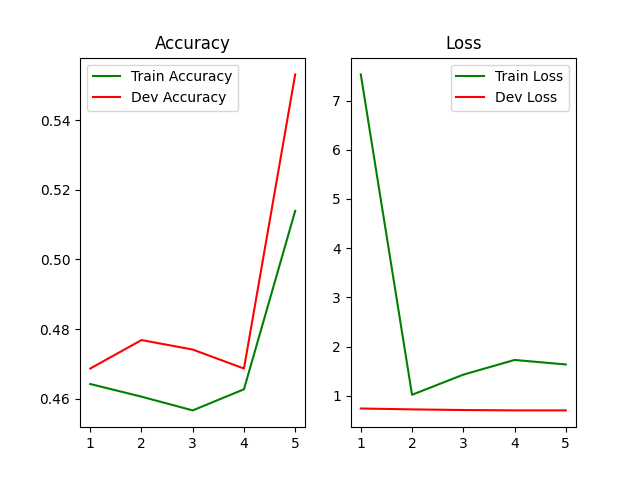 Accuracy
Train Accuracy
Dev Accuracy
0.54
0.52
0.50
0.48
0.46
1 2 3 4 5
Loss
Train Loss
Dev Loss
7
6
5
4
3
2
1
1 2 3 4 5